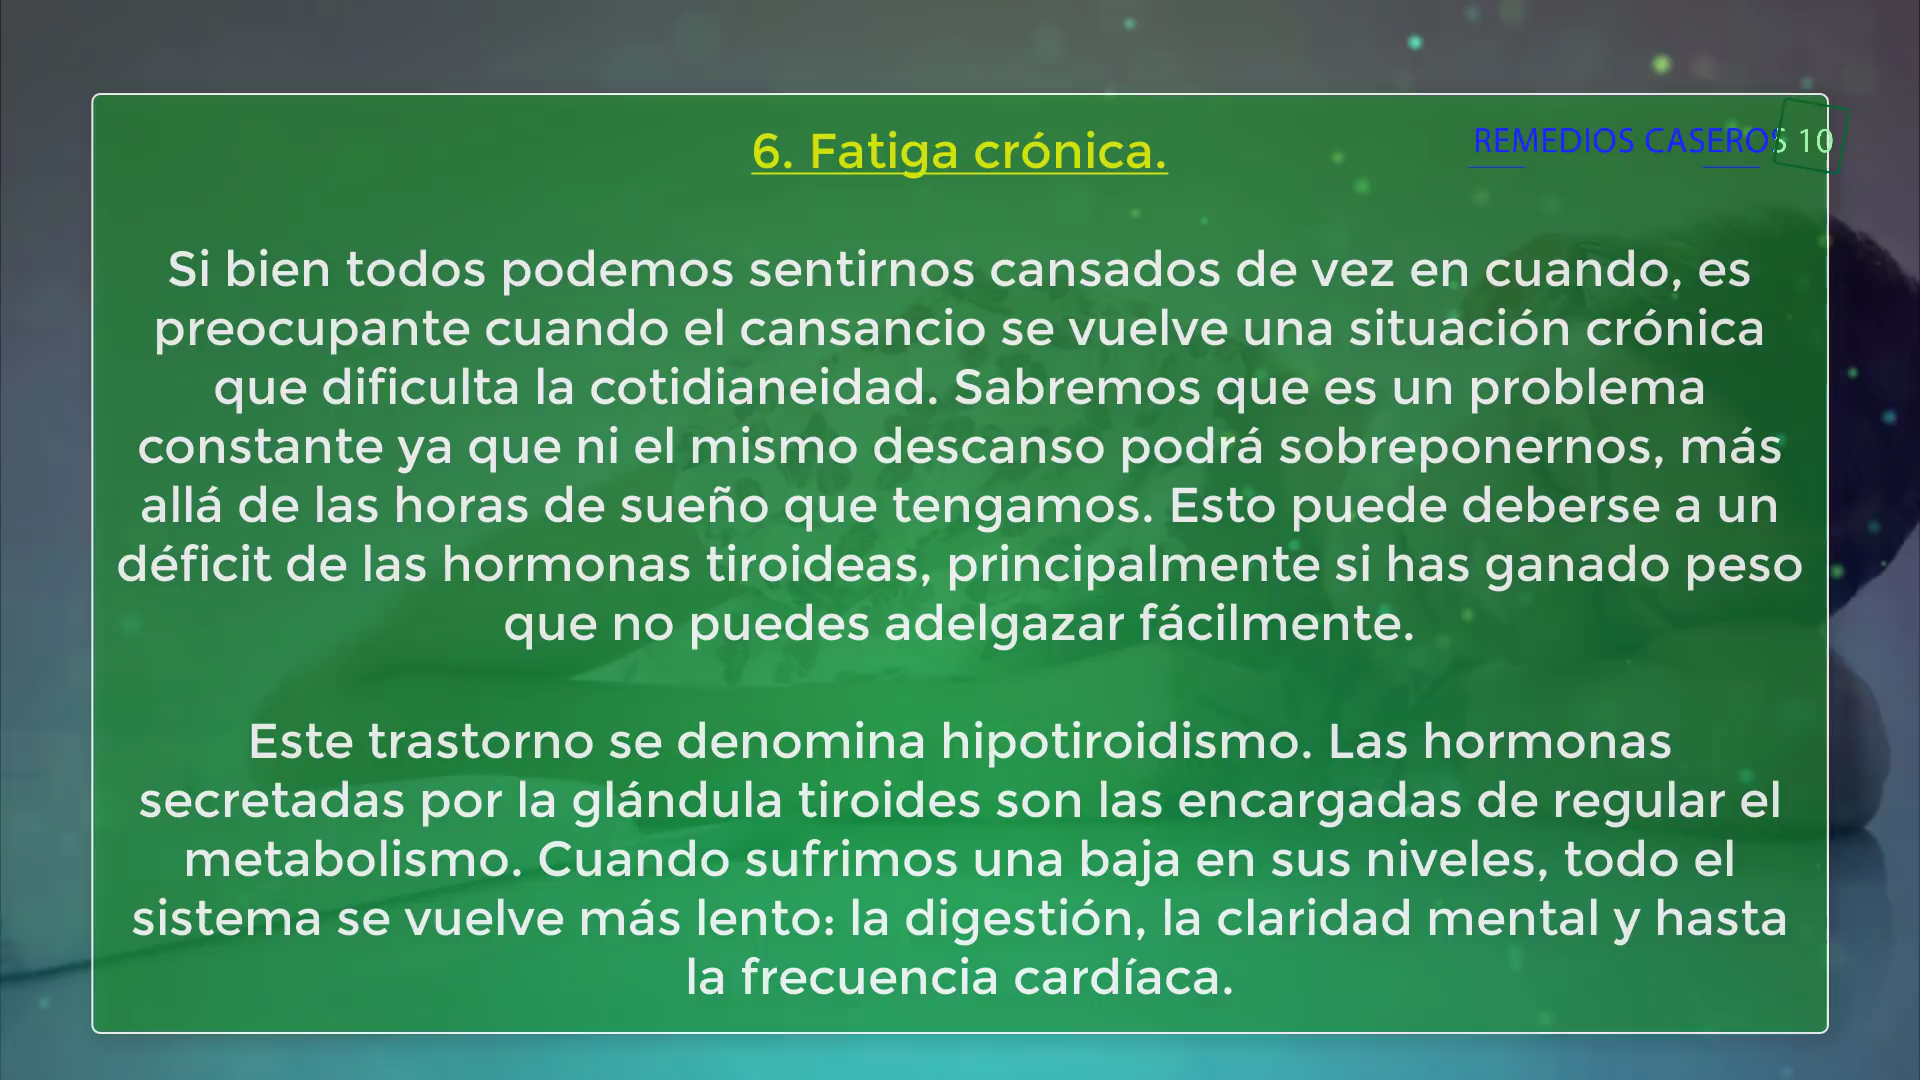 6. Fatiga crónica.
REMEDIOS CASEROS 10
Si bien todos podemos sentirnos cansados de vez en cuando, es
preocupante cuando el cansancio se vuelve una situación crónica
que dificulta la cotidianeidad. Sabremos que es un problema
constante ya que ni el mismo descanso podrá sobreponernos, más
allá de las horas de sueño que tengamos. Esto puede deberse a un
déficit de las hormonas tiroideas, principalmente si has ganado peso
que no puedes adelgazar fácilmente.
Este trastorno se denomina hipotiroidismo. Las hormonas
secretadas por la glándula tiroides son las encargadas de regular el
metabolismo. Cuando sufrimos una baja en sus niveles, todo el
sistema se vuelve más lento: la digestión, la claridad mental y hasta
la frecuencia cardíaca.